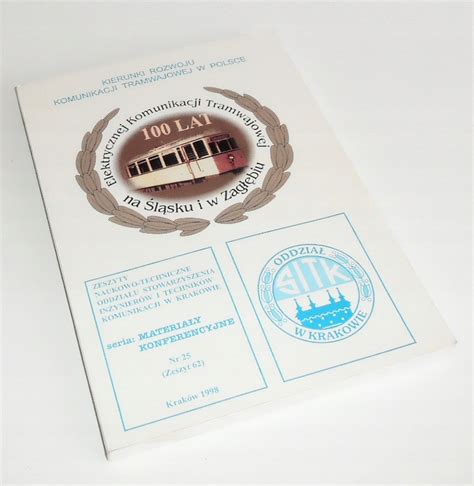 KIERUNKI ROZWOJU
KOMUNIKACJI TRAMWAJOWEJ W POLSCE
Elektrycznej Komunikacji Tramwajowej
100 LAT
na Śląsku i w Zagłębiu
ZESZYTY
NAUKOWO-TECHNICZNE
ODDZIAŁU STOWARZYSZENIA
INŻYNIERÓW I TECHNIKÓW
KOMUNIKACJI W KRAKOWIE
seria: MATERIAŁY
KONFERENCYJNE
Nr 25
(Zeszyt 62)
Kraków 1998
ODDZIAŁ
SITK
W KRAKOWIE